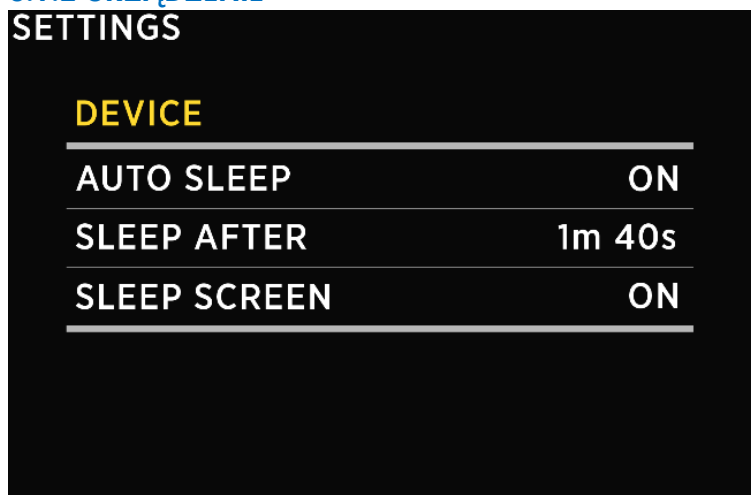 SETTINGS
DEVICE
AUTO SLEEP ON
SLEEP AFTER 1m 40s
SLEEP SCREEN ON